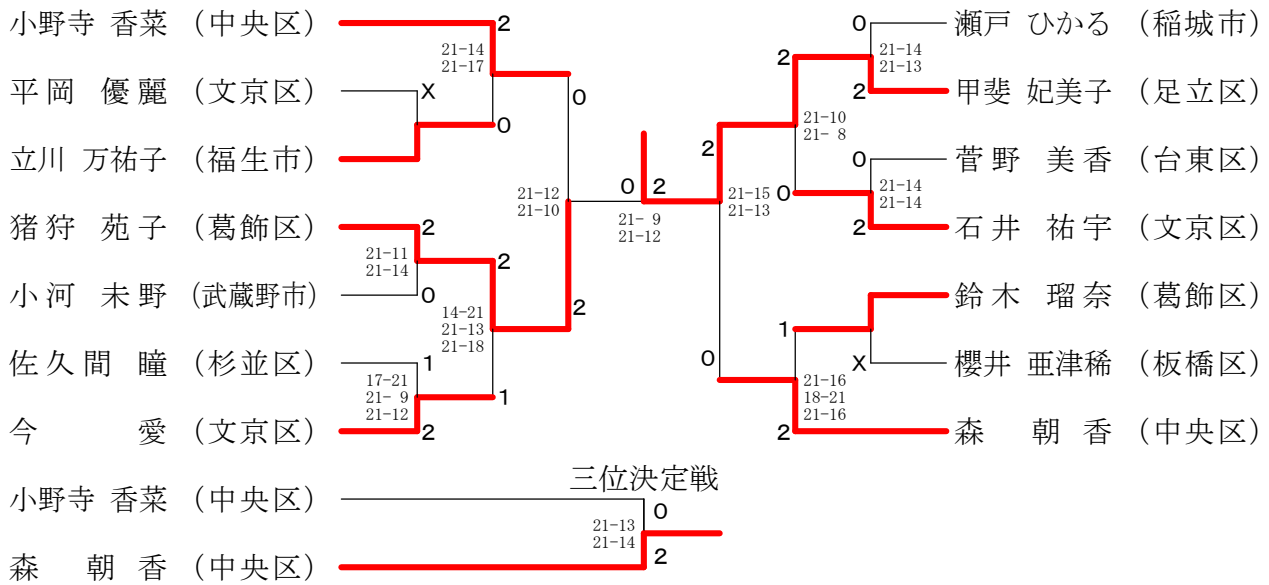 小野寺 香菜 (中央区)
2
21-14
21-17
平岡 優麗 (文京区)
X
0
立川 万祐子 (福生市)
0
21-12
21-10
猪狩 苑子 (葛飾区)
2
21-11
21-14
2
小河 未野 (武蔵野市)
0
14-21
21-13
21-18
2
佐久間 瞳 (杉並区)
1
17-21
21- 9
21-12
1
今 愛 (文京区)
2
0
2
21- 9
21-12
瀬戸 ひかる (稲城市)
0
21-14
21-13
2
甲斐 妃美子 (足立区)
2
21-10
21- 8
2
菅野 美香 (台東区)
0
21-14
21-14
0
石井 祐宇 (文京区)
2
21-15
21-13
鈴木 瑠奈 (葛飾区)
1
櫻井 亜津稀 (板橋区)
X
0
21-16
18-21
21-16
森 朝香 (中央区)
2
三位決定戦
小野寺 香菜 (中央区)
0
21-13
21-14
森 朝香 (中央区)
2